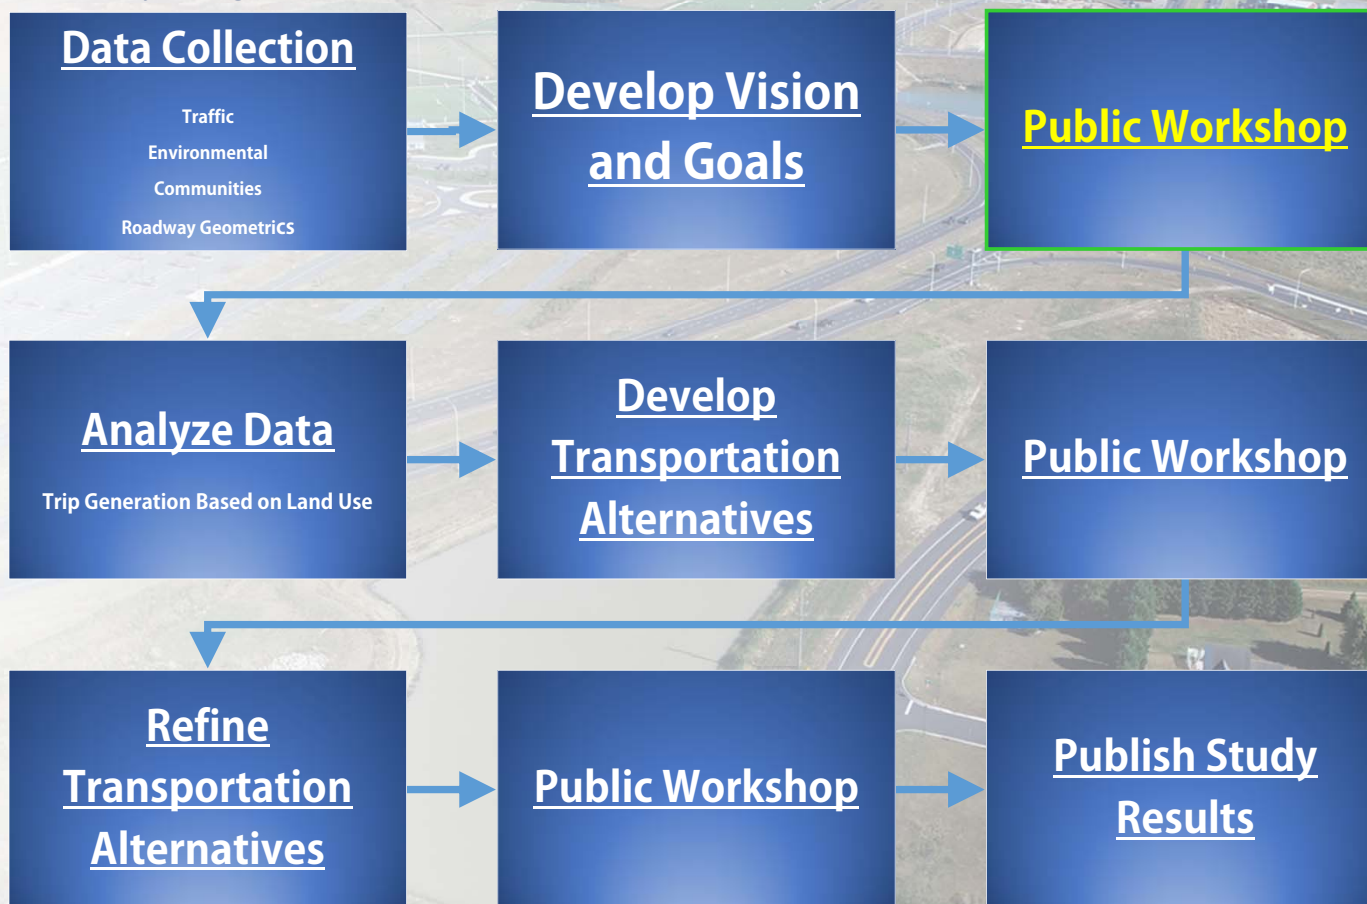 Data Collection
Traffic
Environmental
Communities
Roadway Geometrics
Develop Vision
and Goals
Public Workshop
Analyze Data
Trip Generation Based on Land Use
Develop
Transportation
Alternatives
Public Workshop
Refine
Transportation
Alternatives
Public Workshop
Publish Study
Results